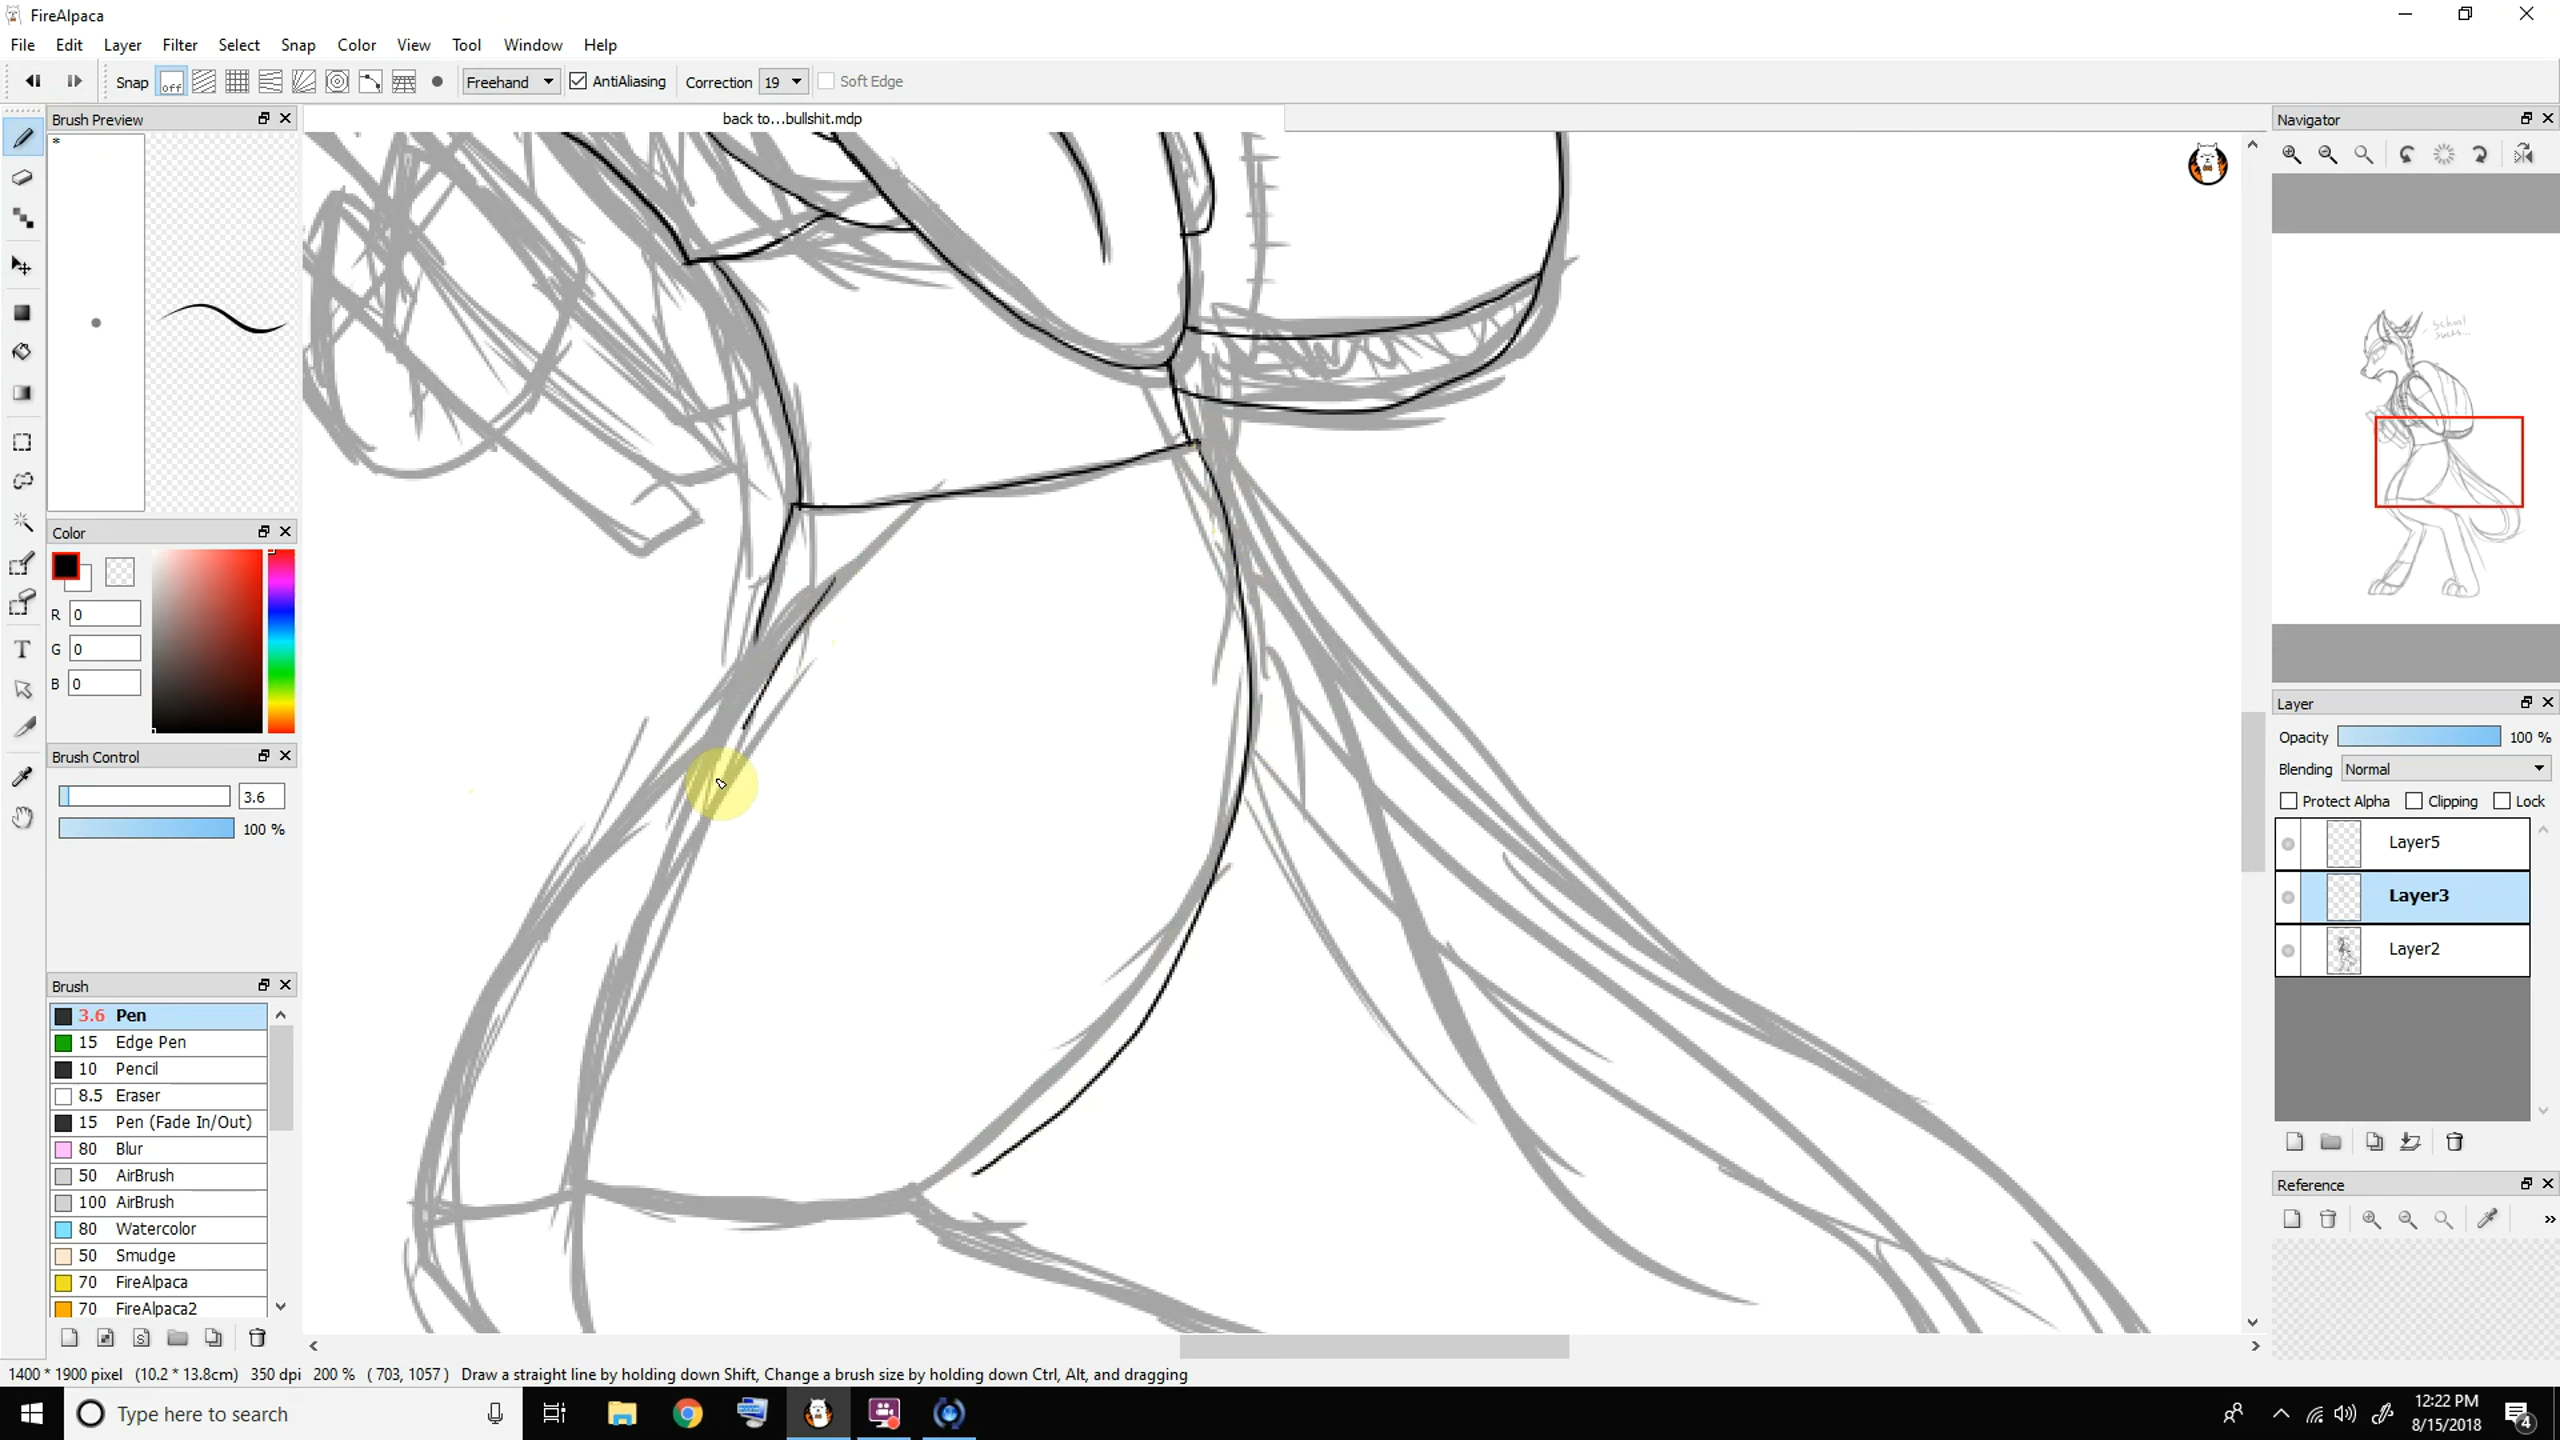 FireAlpaca
File Edit Layer Filter Select Snap Color View Tool Window Help
Snap off Freehand AntiAliasing Correction 19 Soft Edge
Brush Preview
back to...bullshit.mdp
Navigator
*
School
Sucks...
Color
R 0
G 0
B 0
Brush Control
3.6
100 %
Brush
3.6 Pen
15 Edge Pen
10 Pencil
8.5 Eraser
15 Pen (Fade In/Out)
80 Blur
50 AirBrush
100 AirBrush
80 Watercolor
50 Smudge
70 FireAlpaca
70 FireAlpaca2
S
Layer
Opacity 100 %
Blending Normal
Protect Alpha Clipping Lock
Layer5
Layer3
Layer2
Reference
»
1400 * 1900 pixel (10.2 * 13.8cm) 350 dpi 200 % ( 703, 1057 ) Draw a straight line by holding down Shift, Change a brush size by holding down Ctrl, Alt, and dragging
Type here to search
12:22 PM
8/15/2018
4